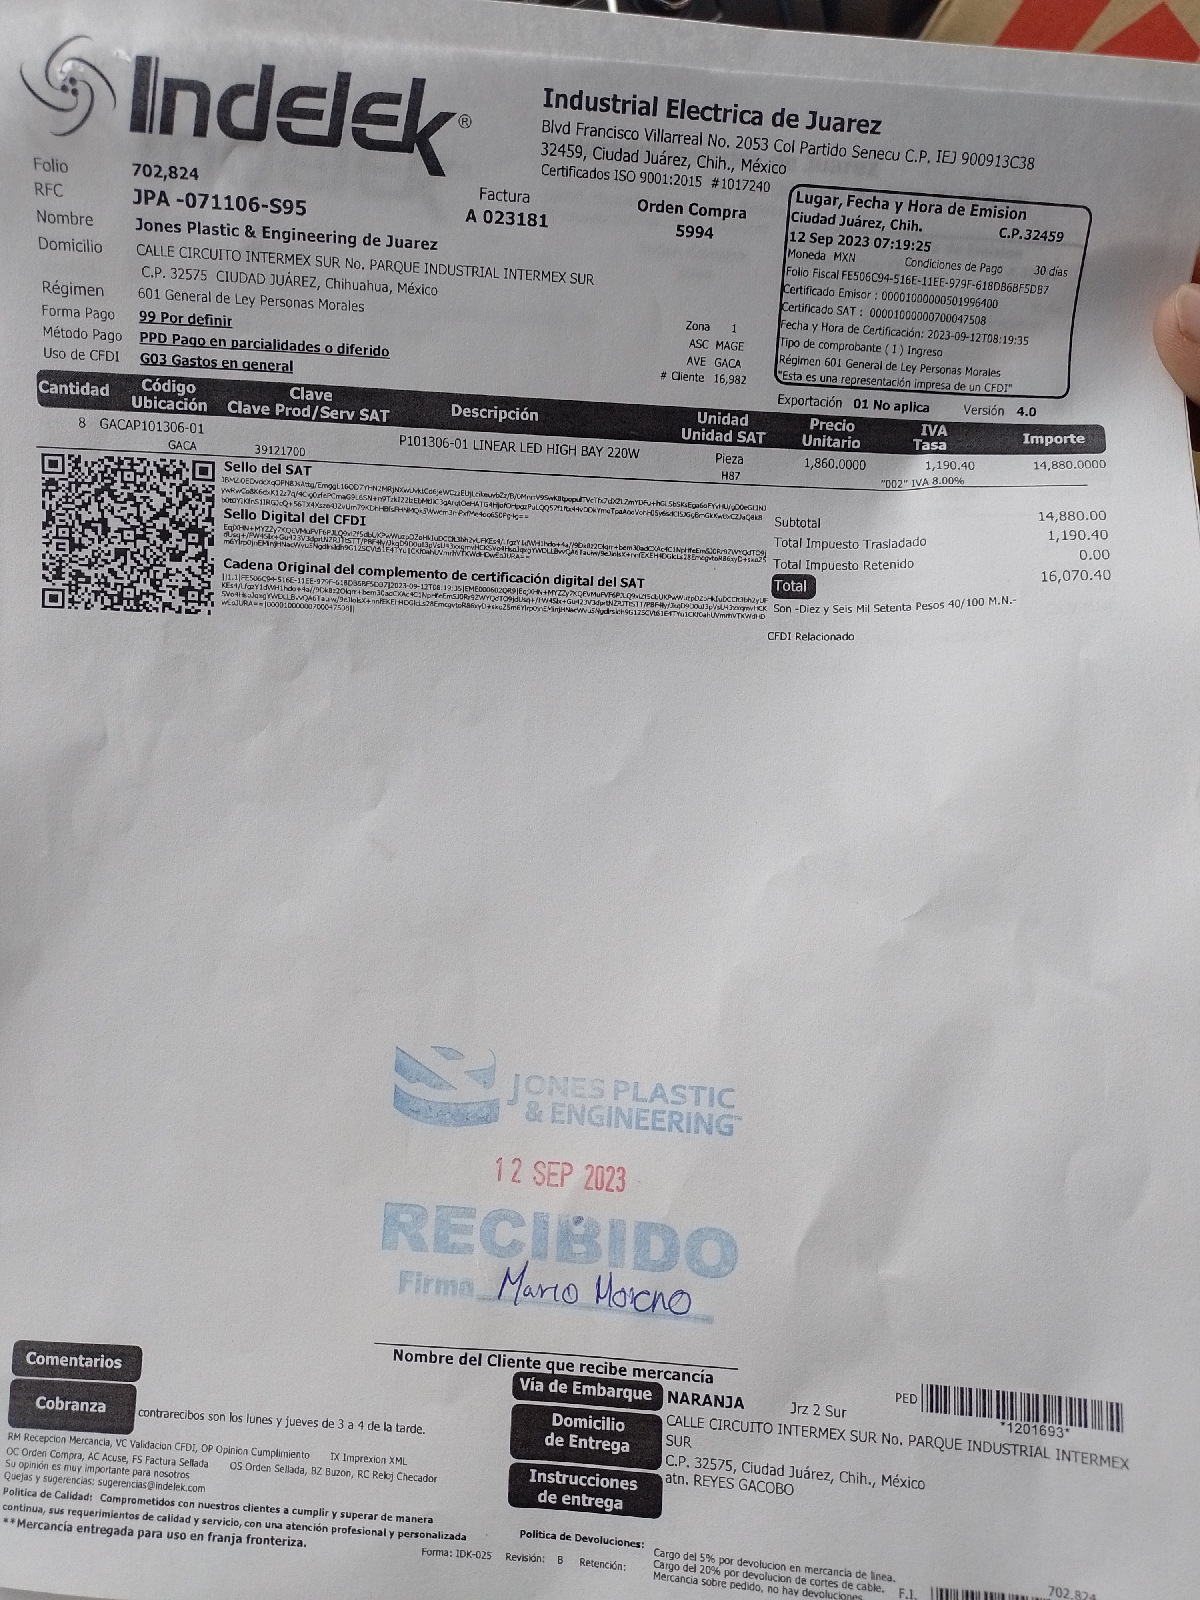 Indelek®
Industrial Electrica de Juarez
Blvd Francisco Villarreal No. 2053 Col Partido Senecu C.P. IEJ 900913C38
32459, Ciudad Juárez, Chih., México
Certificados ISO 9001:2015 #1017240
Folio 702,824
RFC JPA -071106-S95
Factura
A 023181
Orden Compra
5994
Nombre Jones Plastic & Engineering de Juarez
Domicilio CALLE CIRCUITO INTERMEX SUR No. PARQUE INDUSTRIAL INTERMEX SUR
C.P. 32575 CIUDAD JUÁREZ, Chihuahua, México
Régimen 601 General de Ley Personas Morales
Forma Pago 99 Por definir
Método Pago PPD Pago en parcialidades o diferido
Uso de CFDI G03 Gastos en general
Zona 1
ASC MAGE
AVE GACA
# Cliente 16,982
Lugar, Fecha y Hora de Emision
Ciudad Juárez, Chih. C.P.32459
12 Sep 2023 07:19:25
Moneda MXN Condiciones de Pago 30 dias
Folio Fiscal FE506C94-516E-11EE-979F-618DB6BF5DB7
Certificado Emisor : 00001000000501996400
Certificado SAT : 00001000000700047508
Fecha y Hora de Certificación: 2023-09-12T08:19:35
Tipo de comprobante ( I ) Ingreso
Régimen 601 General de Ley Personas Morales
"Esta es una representación impresa de un CFDI"
Exportación 01 No aplica Versión 4.0
Cantidad Código Ubicación Clave Clave Prod/Serv SAT Descripción Unidad Unidad SAT Precio Unitario IVA Tasa Importe
8 GACAP101306-01 P101306-01 LINEAR LED HIGH BAY 220W Pieza 1,860.0000 1,190.40 14,880.0000
GACA 39121700 H87 "002" IVA 8.00%
Sello del SAT
Sello Digital del CFDI
Cadena Original del complemento de certificación digital del SAT
Subtotal 14,880.00
Total Impuesto Trasladado 1,190.40
Total Impuesto Retenido 0.00
Total 16,070.40
Son -Diez y Seis Mil Setenta Pesos 40/100 M.N.-
CFDI Relacionado
JONES PLASTIC
& ENGINEERING
12 SEP 2023
RECIBIDO
Firma Mario Moreno
Nombre del Cliente que recibe mercancía
Comentarios
Cobranza contrarecibos son los lunes y jueves de 3 a 4 de la tarde.
Vía de Embarque NARANJA Jrz 2 Sur
PED *1201693*
Domicilio de Entrega CALLE CIRCUITO INTERMEX SUR No. PARQUE INDUSTRIAL INTERMEX
SUR
C.P. 32575, Ciudad Juárez, Chih., México
Instrucciones de entrega atn. REYES GACOBO
RM Recepcion Mercancia, VC Validacion CFDI, OP Opinion Cumplimiento IX Imprexion XML
OC Orden Compra, AC Acuse, FS Factura Sellada OS Orden Sellada, BZ Buzon, RC Reloj Checador
Su opinión es muy importante para nosotros
Quejas y sugerencias: sugerencias@indelek.com
Politica de Calidad: Comprometidos con nuestros clientes a cumplir y superar de manera
continua, sus requerimientos de calidad y servicio, con una atención profesional y personalizada
**Mercancía entregada para uso en franja fronteriza.
Forma: IDK-025 Revisión: B Retención:
Politica de Devoluciones: Cargo del 5% por devolucion en mercancia de linea.
Cargo del 20% por devolucion de cortes de cable.
Mercancia sobre pedido, no hay devoluciones
F.I. 702,824